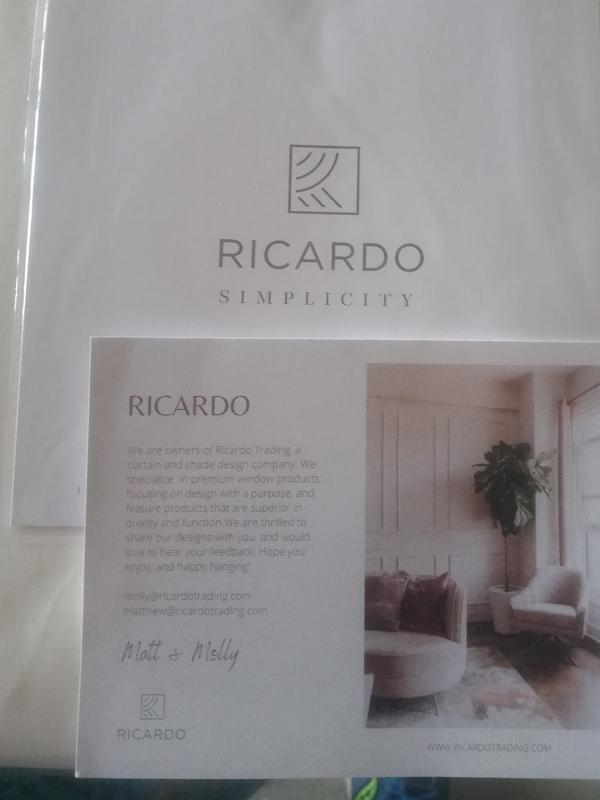 RICARDO
SIMPLICITY
RICARDO
We are owners of Ricardo Trading, a
curtain and shade design company. We
specialize in premium window products
focusing on design with a purpose, and
feature products that are superior in
quality and function.We are thrilled to
share our designs with you, and would
love to hear your feedback. Hope you
enjoy, and happy hanging!
molly@ricardotrading.com
matthew@ricardotrading.com
Matt & Molly
RICARDO
WWW.RICARDOTRADING.COM